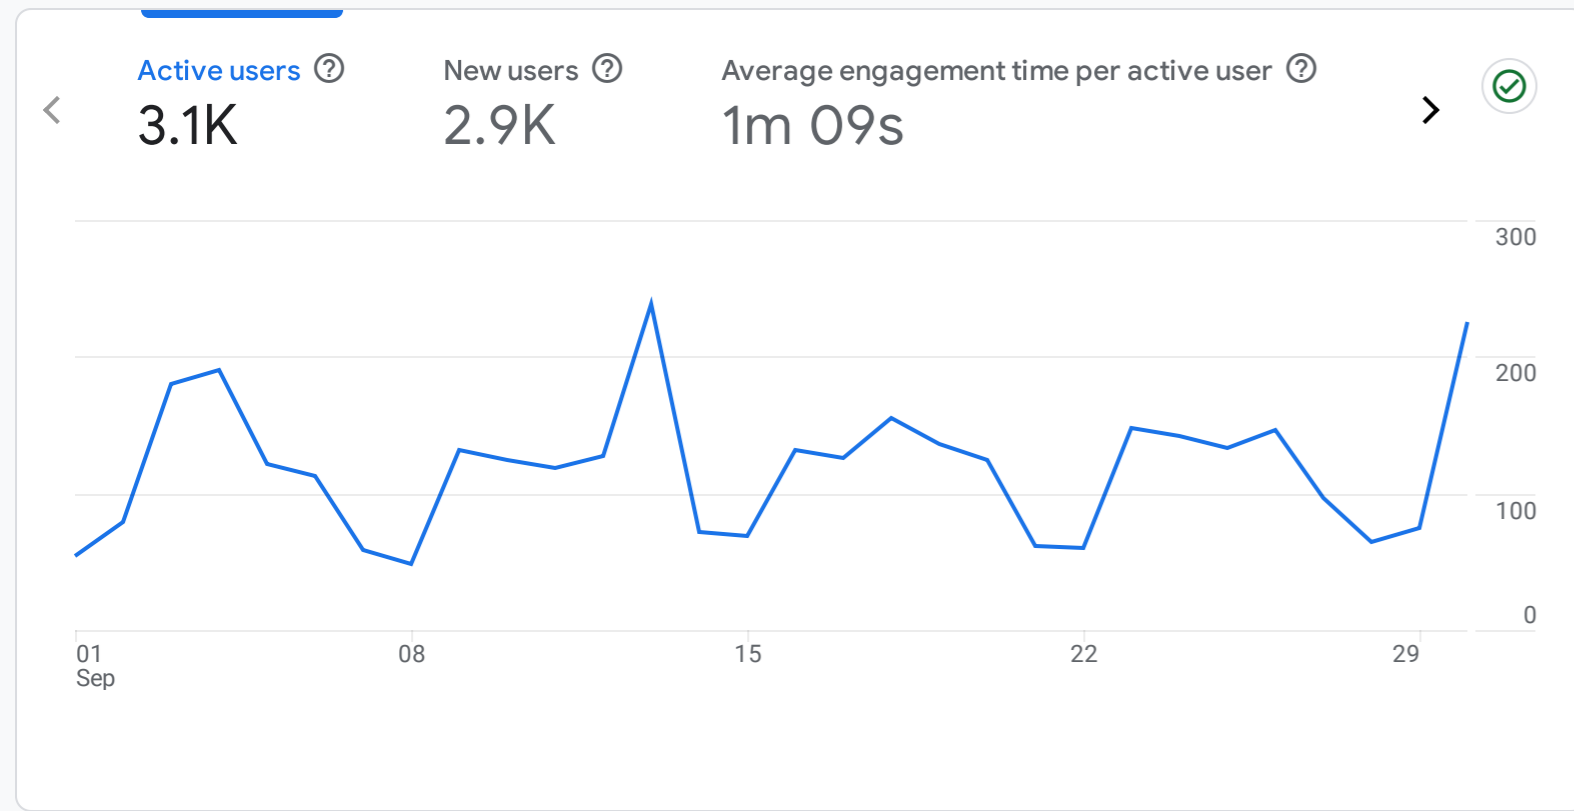 Active users
3.1K
New users
2.9K
Average engagement time per active user
1m 09s
300
200
100
0
01
Sep
08
15
22
29